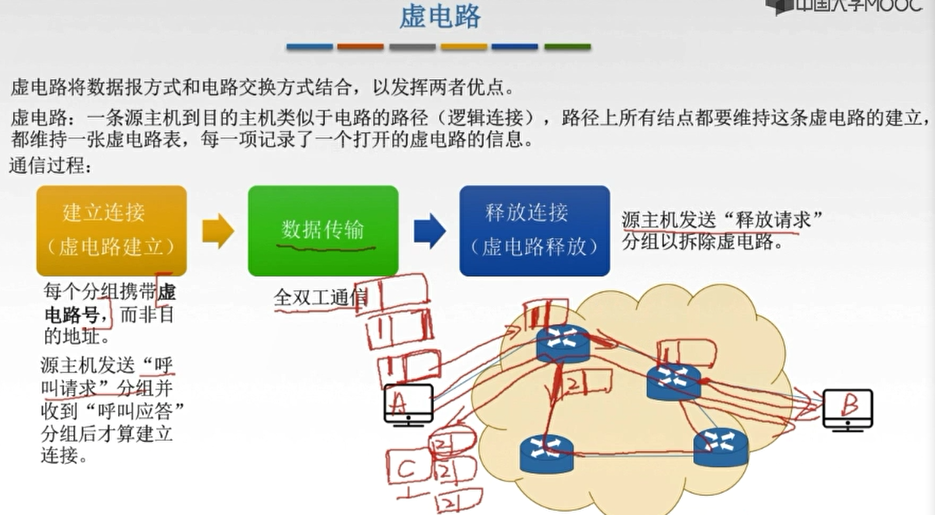 虚电路
中国大学MOOC
虚电路将数据报方式和电路交换方式结合，以发挥两者优点。
虚电路：一条源主机到目的主机类似于电路的路径（逻辑连接），路径上所有结点都要维持这条虚电路的建立，
都维持一张虚电路表，每一项记录了一个打开的虚电路的信息。
通信过程：
建立连接
（虚电路建立）
数据传输
释放连接
（虚电路释放）
源主机发送“释放请求”
分组以拆除虚电路。
每个分组携带虚
电路号，而非目
的地址。
全双工通信
源主机发送“呼
叫请求”分组并
收到“呼叫应答”
分组后才算建立
连接。
1
1
1
1
2
A
B
C
2
2
2